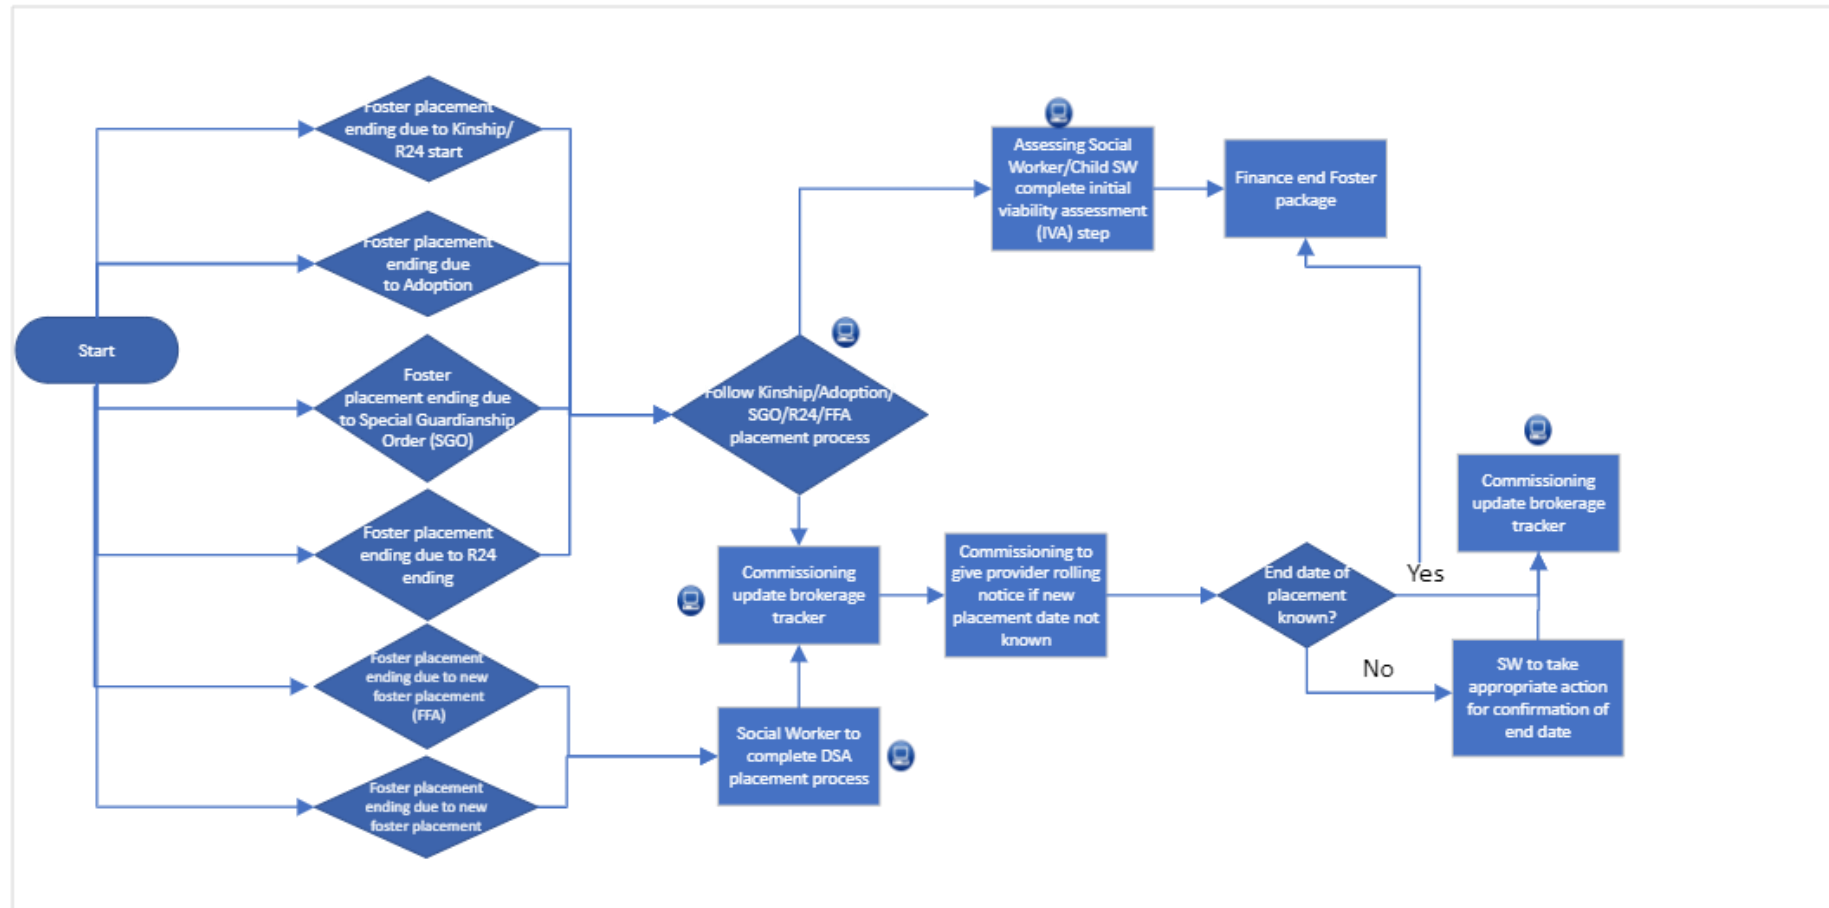 Foster placement
ending due to Kinship/
R24 start
Foster placement
ending due
to Adoption
Start
Foster
placement ending due
to Special Guardianship
Order (SGO)
Foster placement
ending due to R24
ending
Foster placement
ending due to new
foster placement
(FFA)
Foster placement
ending due to new
foster placement
Follow Kinship/Adoption/
SGO/R24/FFA
placement process
Commissioning
update brokerage
tracker
Social Worker to
complete DSA
placement process
Assessing Social
Worker/Child SW
complete initial
viability assessment
(IVA) step
Finance end Foster
package
Commissioning to
give provider rolling
notice if new
placement date not
known
End date of
placement
known?
Yes
No
Commissioning
update brokerage
tracker
SW to take
appropriate action
for confirmation of
end date